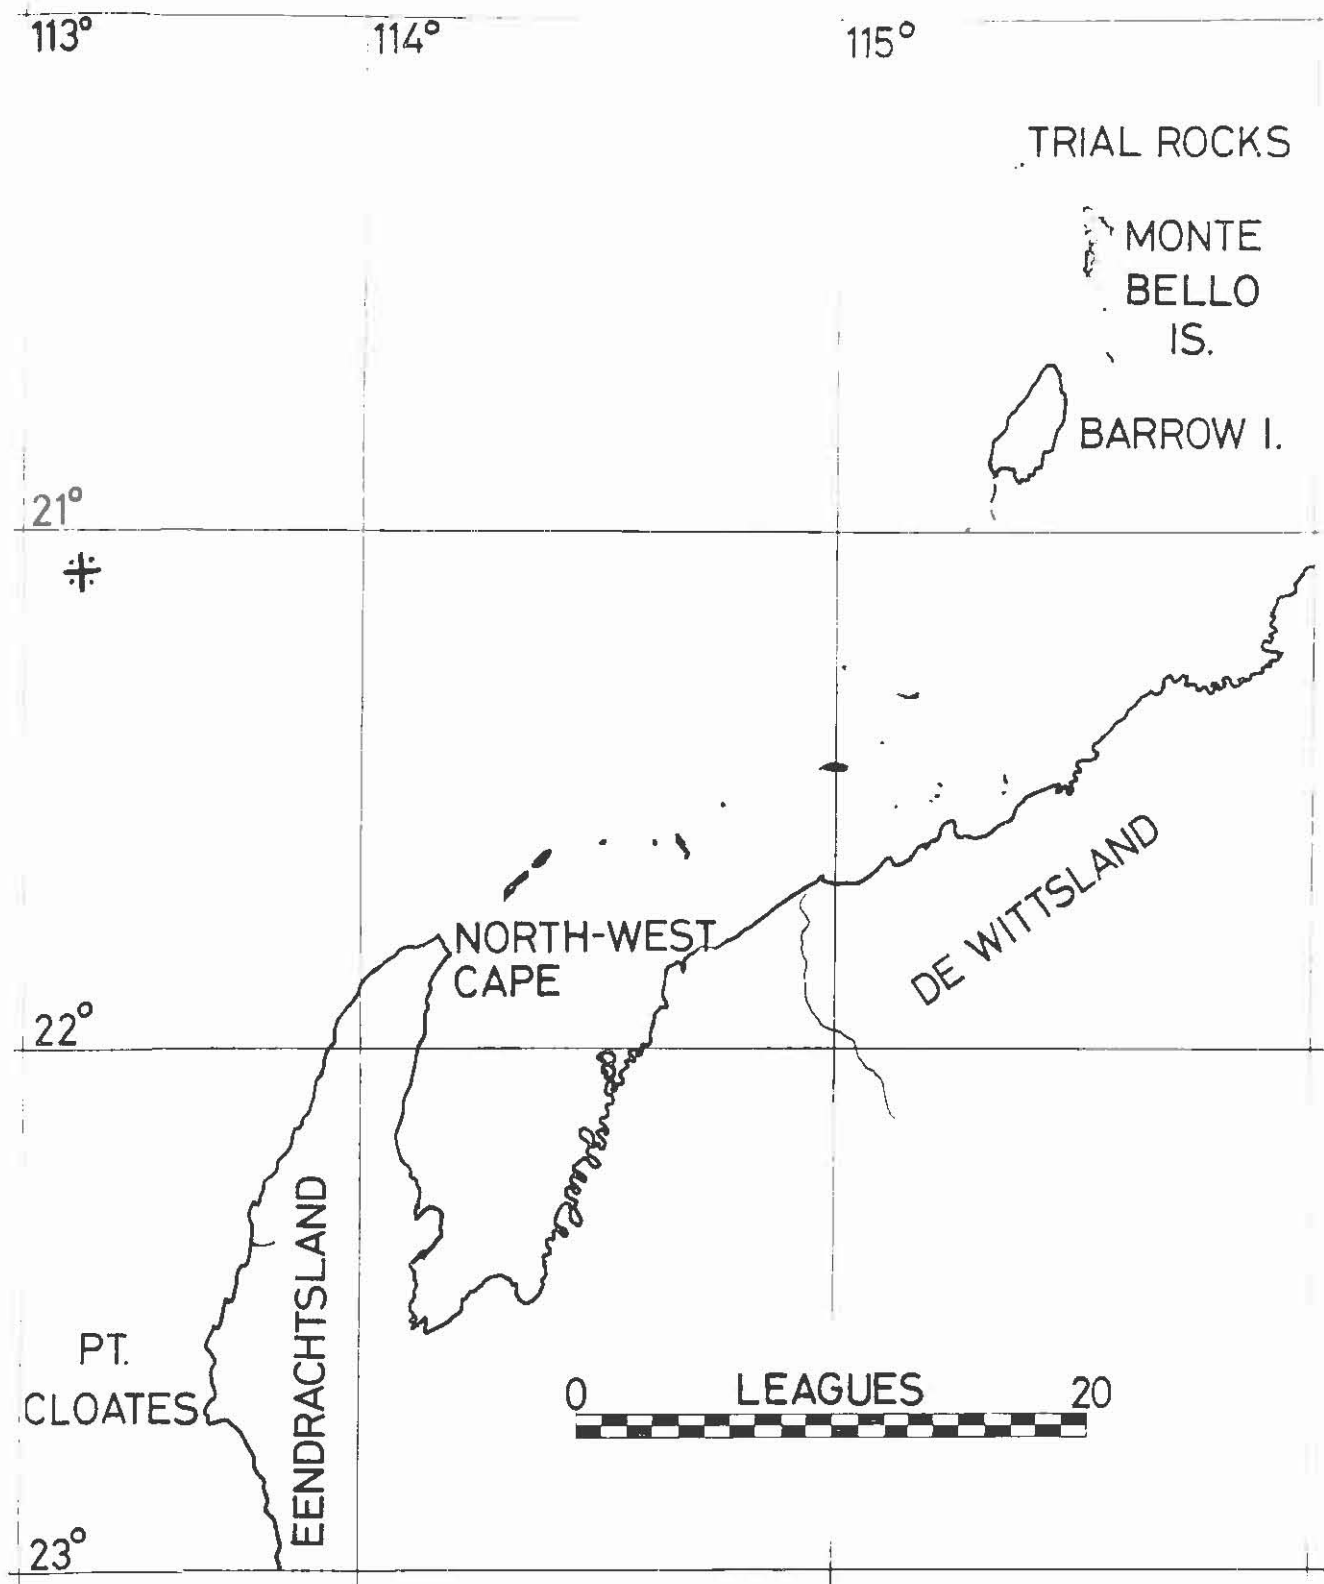 113° 114° 115°
TRIAL ROCKS
MONTE
BELLO
IS.
BARROW I.
21°
NORTH-WEST
CAPE
DE WITTSLAND
22°
EENDRACHTSLAND
PT.
CLOATES
0 LEAGUES 20
23°